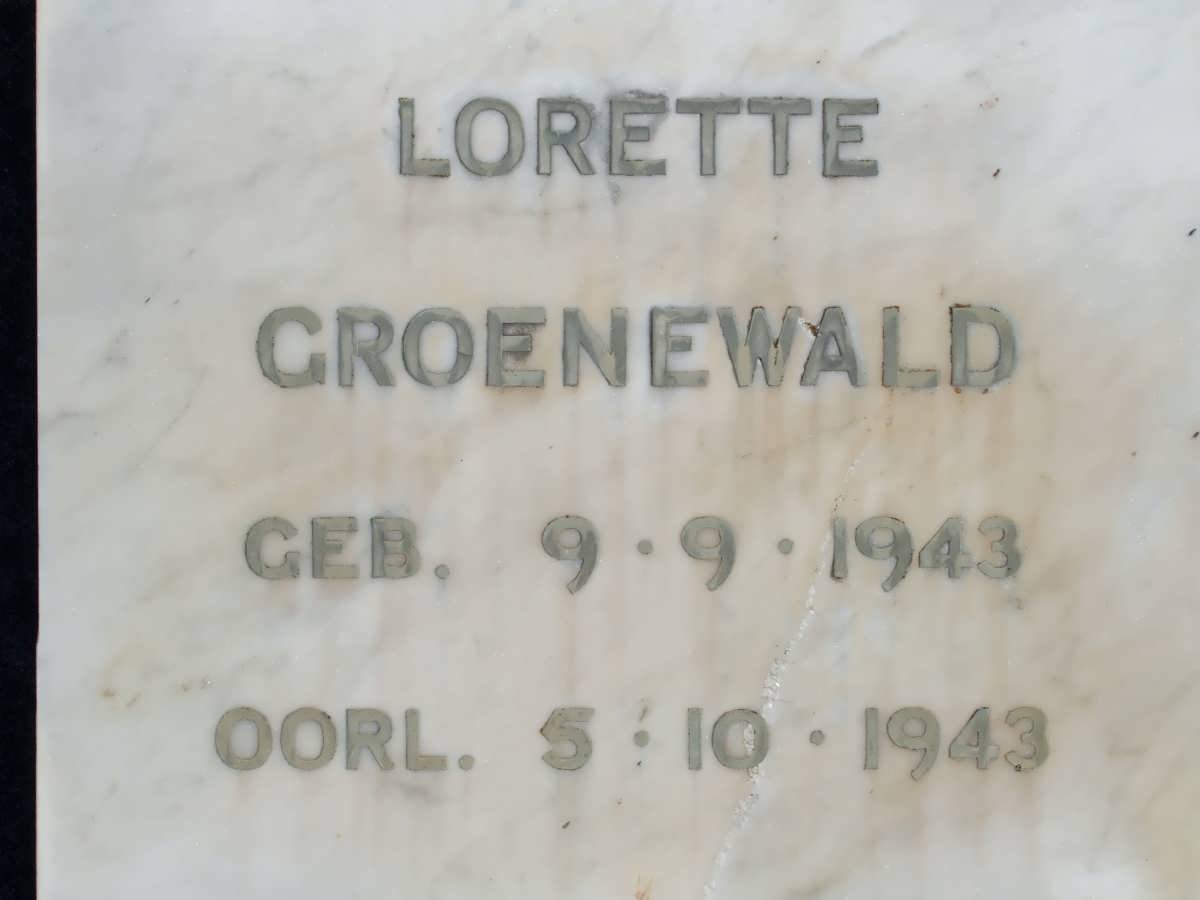 LORETTE
GROENEWALD
GEB. 9·9·1943
OORL. 5·10·1943